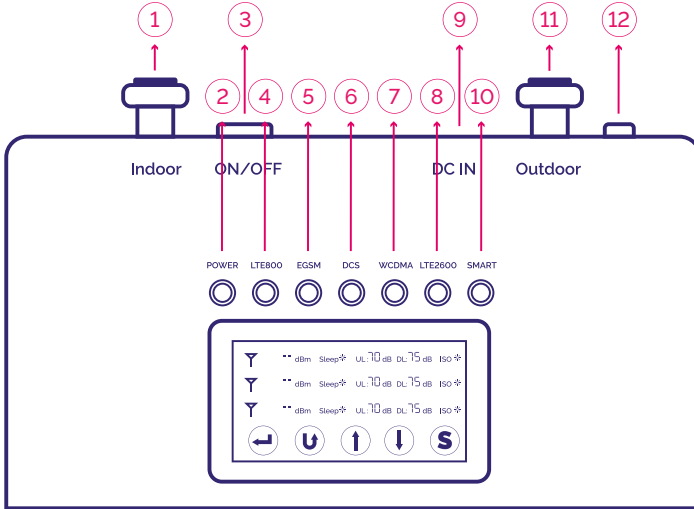 1 3 9 11 12
2 4 5 6 7 8 10
Indoor ON/OFF DC IN Outdoor
POWER LTE800 EGSM DCS WCDMA LTE2600 SMART
-- dBm Sleep UL:70 dB DL:75 dB ISO
-- dBm Sleep UL:70 dB DL:75 dB ISO
-- dBm Sleep UL:70 dB DL:75 dB ISO
S